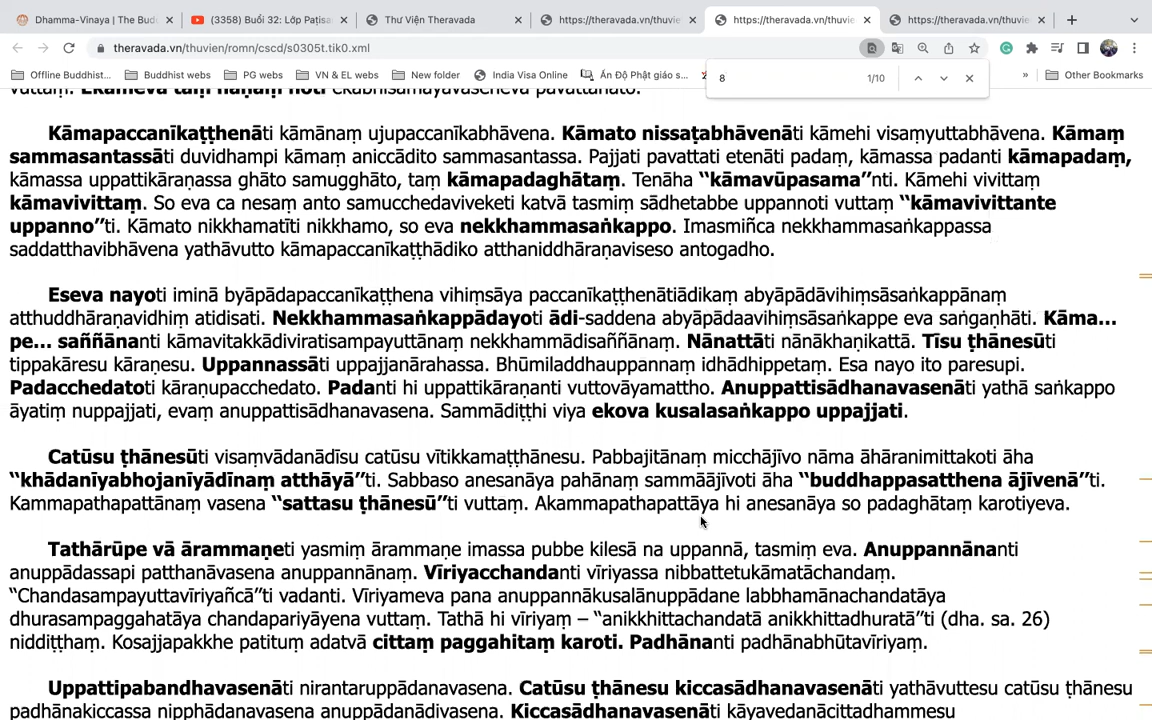 Dhamma-Vinaya | The Bud
(3358) Buổi 32: Lớp Paṭisa
Thư Viện Theravada
https://theravada.vn/thuvie
https://theravada.vn/thuvie
https://theravada.vn/thuvie
theravada.vn/thuvien/romn/cscd/s0305t.tik0.xml
Offline Buddhist...
Buddhist webs
PG webs
VN & EL webs
New folder
India Visa Online
Ấn Độ Phật giáo s...
»
Other Bookmarks
8
1/10
vuttaṃ. Ekameva taṃ ñāṇaṃ hotī ekābhisamayavaseneva pavattanato.
Kāmapaccanīkaṭṭhenāti kāmānaṃ ujupaccanīkabhāvena. Kāmato nissaṭabhāvenāti kāmehi visaṃyuttabhāvena. Kāmaṃ
sammasantassāti duvidhampi kāmaṃ aniccādito sammasantassa. Pajjati pavattati etenāti padaṃ, kāmassa padanti kāmapadaṃ,
kāmassa uppattikāraṇassa ghāto samugghāto, taṃ kāmapadaghātaṃ. Tenāha “kāmavūpasama”nti. Kāmehi vivittaṃ
kāmavivittaṃ. So eva ca nesaṃ anto samucchedaviveketi katvā tasmiṃ sādhetabbe uppannoti vuttaṃ “kāmavivittante
uppanno”ti. Kāmato nikkhamatīti nikkhamo, so eva nekkhammasaṅkappo. Imasmiñca nekkhammasaṅkappassa
saddatthavibhāvena yathāvutto kāmapaccanīkaṭṭhādiko atthaniddhāraṇaviseso antogadho.
Eseva nayoti iminā byāpādapaccanīkaṭṭhena vihiṃsāya paccanīkaṭṭhenātiādikaṃ abyāpādāvihiṃsāsaṅkappānaṃ
atthuddhāraṇavidhiṃ atidisati. Nekkhammasaṅkappādayoti ādi-saddena abyāpādaavihiṃsāsaṅkappe eva saṅgaṇhāti. Kāma...
pe... saññānanti kāmavitakkādiviratisampayuttānaṃ nekkhammādisaññānaṃ. Nānattāti nānākhaṇikattā. Tīsu ṭhānesūti
tippakāresu kāraṇesu. Uppannassāti uppajjanārahassa. Bhūmiladdhauppannaṃ idhādhippetaṃ. Esa nayo ito paresupi.
Padacchedatoti kāraṇupacchedato. Padanti hi uppattikāraṇanti vuttovāyamattho. Anuppattisādhanavasenāti yathā saṅkappo
āyatiṃ nuppajjati, evaṃ anuppattisādhanavasena. Sammādiṭṭhi viya ekova kusalasaṅkappo uppajjati.
Catūsu ṭhānesūti visaṃvādanādīsu catūsu vītikkamaṭṭhānesu. Pabbajitānaṃ micchājīvo nāma āhāranimittakoti āha
“khādanīyabhojanīyādīnaṃ atthāyā”ti. Sabbaso anesanāya pahānaṃ sammāājīvoti āha “buddhappasatthena ājīvenā”ti.
Kammapathapattānaṃ vasena “sattasu ṭhānesū”ti vuttaṃ. Akammapathapattāya hi anesanāya so padaghātaṃ karotiyeva.
Tathārūpe vā ārammaṇeti yasmiṃ ārammaṇe imassa pubbe kilesā na uppannā, tasmiṃ eva. Anuppannānanti
anuppādassapi patthanāvasena anuppannānaṃ. Vīriyacchandanti vīriyassa nibbattetukāmatāchandaṃ.
“Chandasampayuttavīriyañcā”ti vadanti. Vīriyameva pana anuppannākusalānuppādane labbhamānachandatāya
dhurasampaggahatāya chandapariyāyena vuttaṃ. Tathā hi vīriyaṃ – “anikkhittachandatā anikkhittadhuratā”ti (dha. sa. 26)
niddiṭṭhaṃ. Kosajjapakkhe patituṃ adatvā cittaṃ paggahitaṃ karoti. Padhānanti padhānabhūtavīriyaṃ.
Uppattipabandhavasenāti nirantaruppādanavasena. Catūsu ṭhānesu kiccasādhanavasenāti yathāvuttesu catūsu ṭhānesu
padhānakiccassa nipphādanavasena anuppādanādivasena. Kiccasādhanavasenāti kāyavedanācittadhammesu